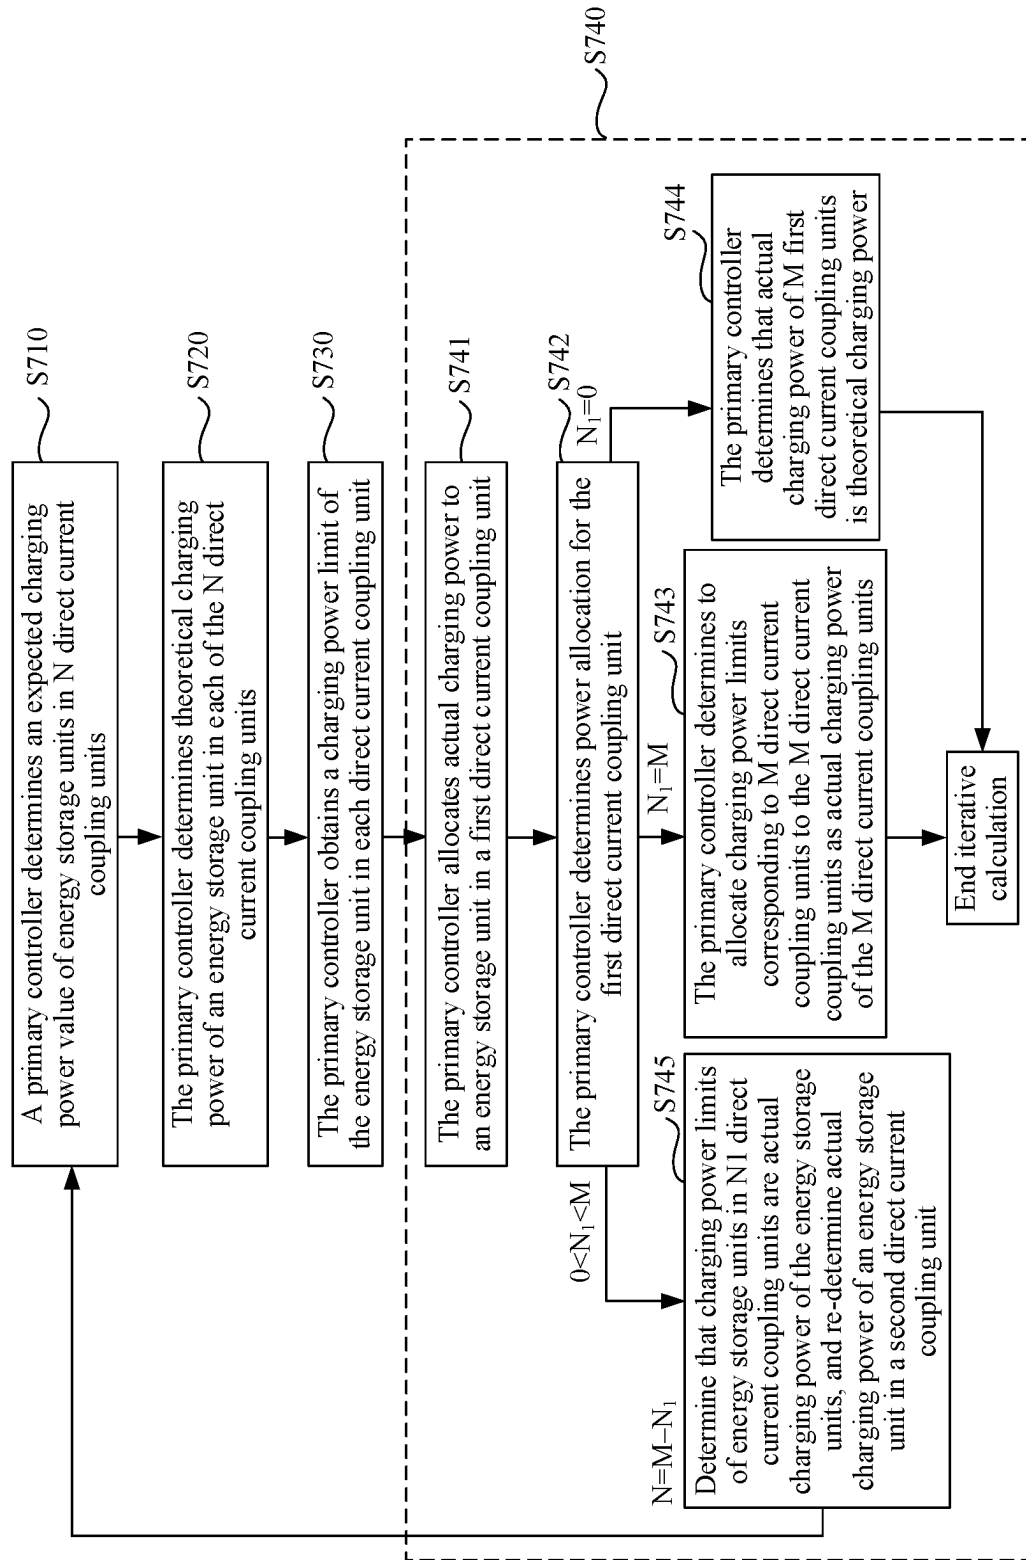 A primary controller determines an expected charging
power value of energy storage units in N direct current
coupling units
S710
The primary controller determines theoretical charging
power of an energy storage unit in each of the N direct
current coupling units
S720
The primary controller obtains a charging power limit of
the energy storage unit in each direct current coupling unit
S730
S740
The primary controller allocates actual charging power to
an energy storage unit in a first direct current coupling unit
S741
The primary controller determines power allocation for the
first direct current coupling unit
S742
0<N₁<M
N₁=M
N₁=0
N=M−N₁
S745
Determine that charging power limits
of energy storage units in N1 direct
current coupling units are actual
charging power of the energy storage
units, and re-determine actual
charging power of an energy storage
unit in a second direct current
coupling unit
S743
The primary controller determines to
allocate charging power limits
corresponding to M direct current
coupling units to the M direct current
coupling units as actual charging power
of the M direct current coupling units
S744
The primary controller
determines that actual
charging power of M first
direct current coupling units
is theoretical charging power
End iterative
calculation